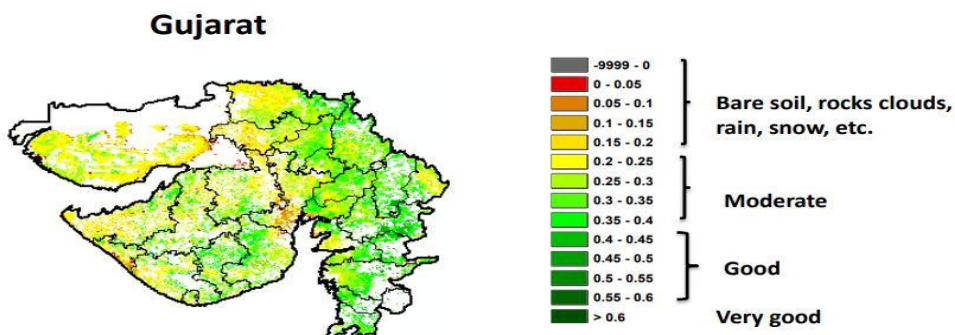 Gujarat
-9999 - 0
0 - 0.05
0.05 - 0.1
0.1 - 0.15
0.15 - 0.2
0.2 - 0.25
0.25 - 0.3
0.3 - 0.35
0.35 - 0.4
0.4 - 0.45
0.45 - 0.5
0.5 - 0.55
0.55 - 0.6
> 0.6
Bare soil, rocks clouds,
rain, snow, etc.
Moderate
Good
Very good